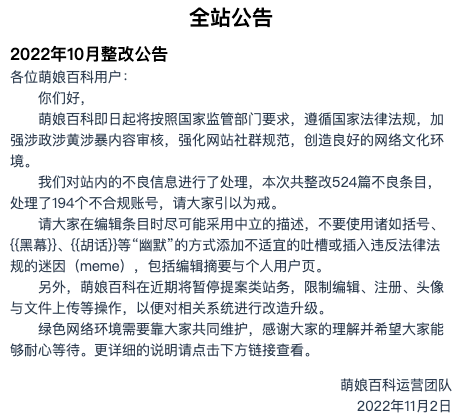 全站公告
2022年10月整改公告
各位萌娘百科用户：
你们好，
萌娘百科即日起将按照国家监管部门要求，遵循国家法律法规，加
强涉政涉黄涉暴内容审核，强化网站社群规范，创造良好的网络文化环
境。
我们对站内的不良信息进行了处理，本次共整改524篇不良条目，
处理了194个不合规账号，请大家引以为戒。
请大家在编辑条目时尽可能采用中立的描述，不要使用诸如括号、
{{黑幕}}、{{胡话}}等“幽默”的方式添加不适宜的吐槽或插入违反法律法
规的迷因（meme），包括编辑摘要与个人用户页。
另外，萌娘百科在近期将暂停提案类站务，限制编辑、注册、头像
与文件上传等操作，以便对相关系统进行改造升级。
绿色网络环境需要靠大家共同维护，感谢大家的理解并希望大家能
够耐心等待。更详细的说明请点击下方链接查看。
萌娘百科运营团队
2022年11月2日